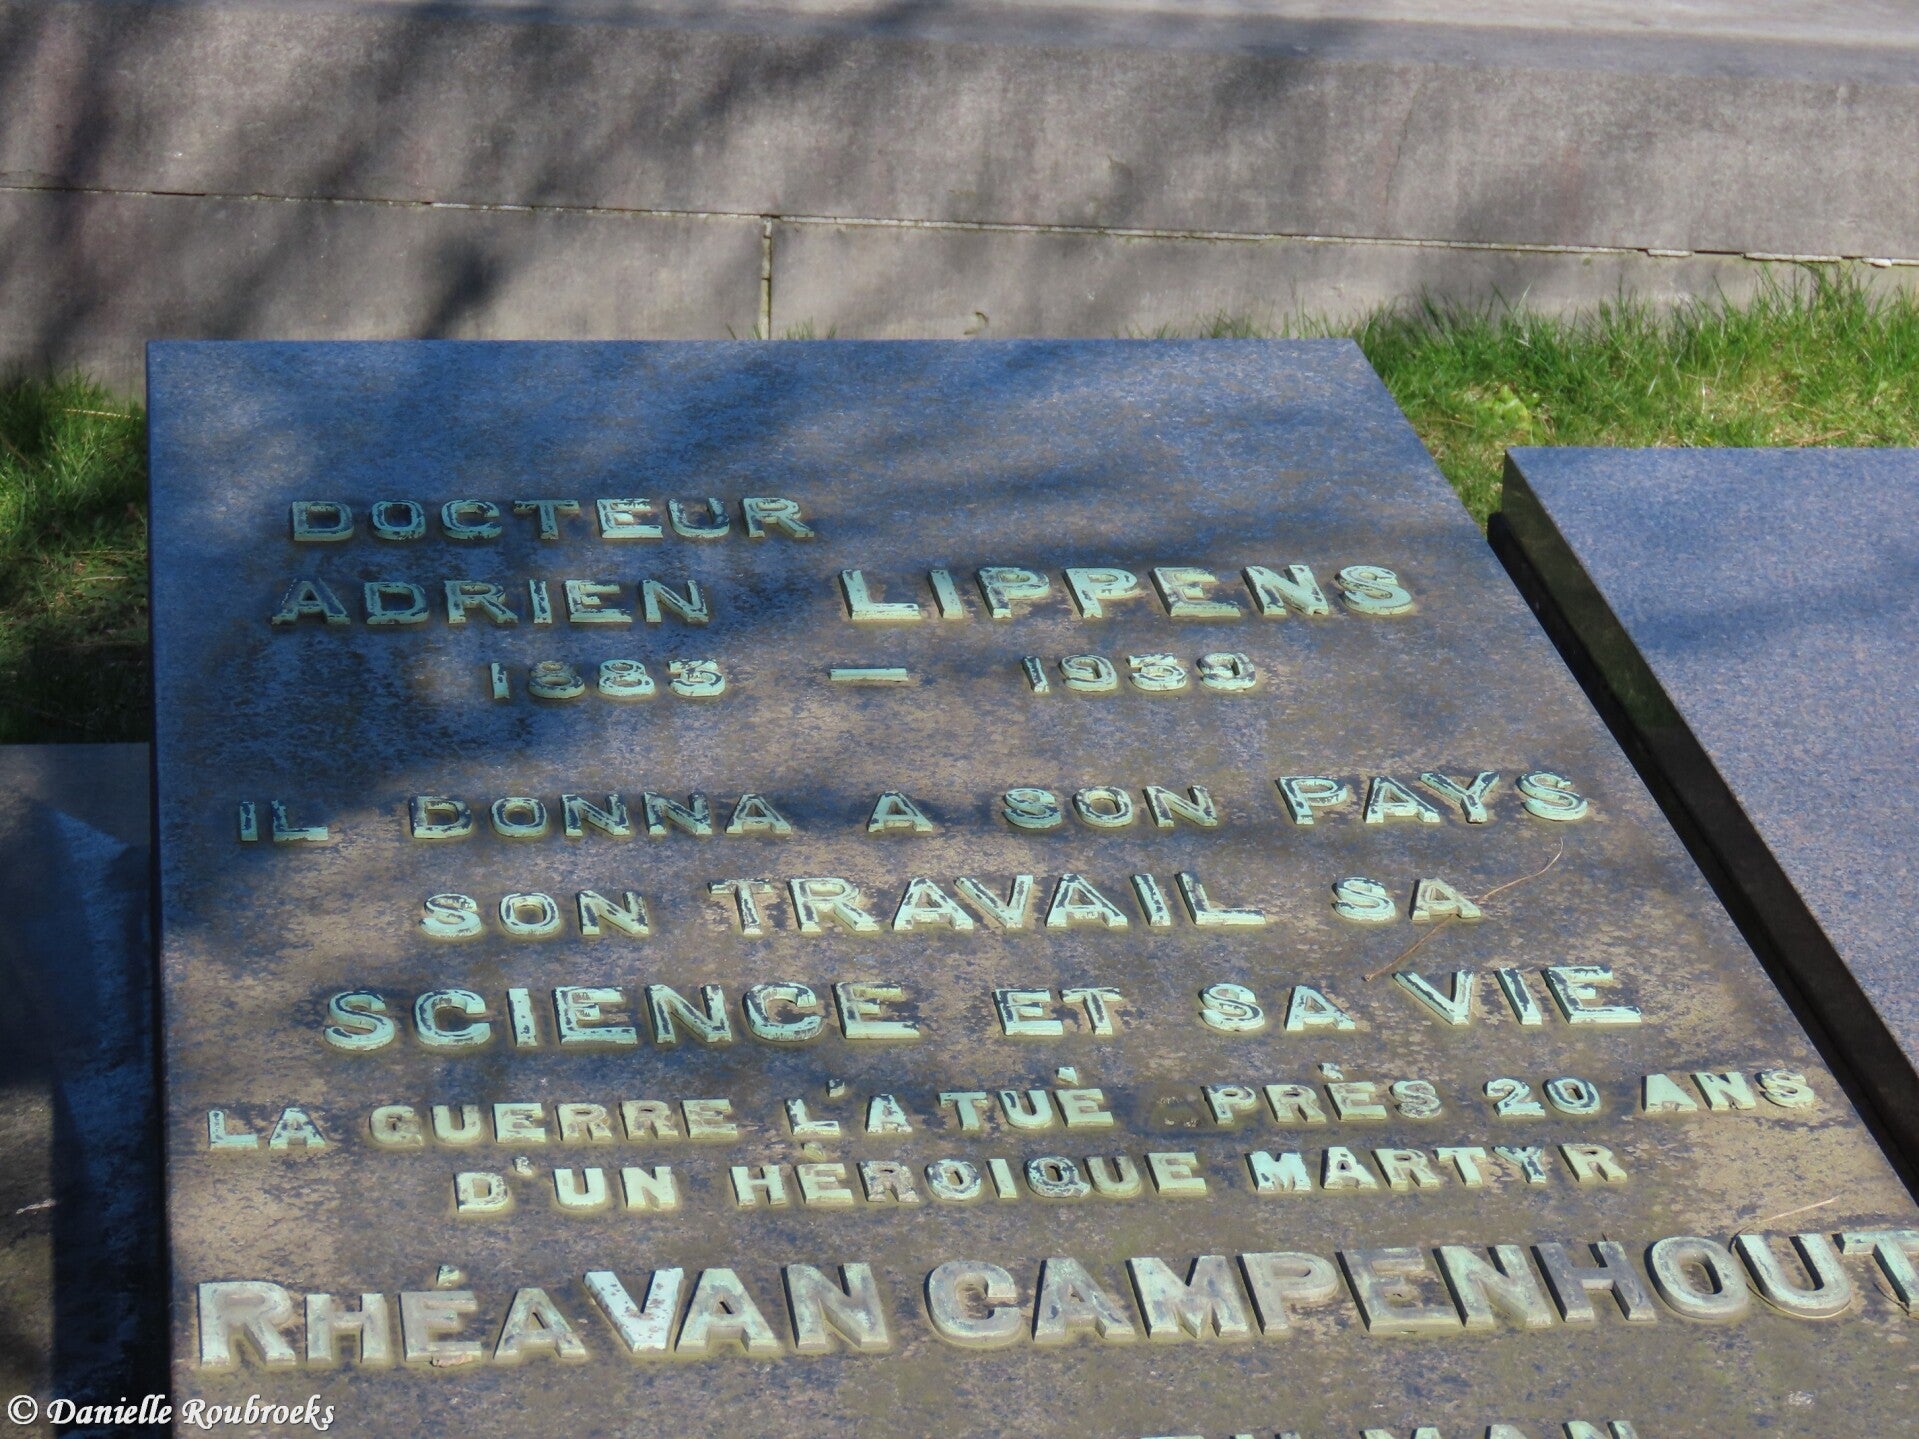 DOCTEUR
ADRIEN LIPPENS
1883 — 1939
IL DONNA A SON PAYS
SON TRAVAIL SA
SCIENCE ET SA VIE
LA GUERRE L'A TUÉ PRÈS 20 ANS
D'UN HÉROIQUE MARTYR
RHÉA VAN CAMPENHOUT
© Danielle Roubroeks